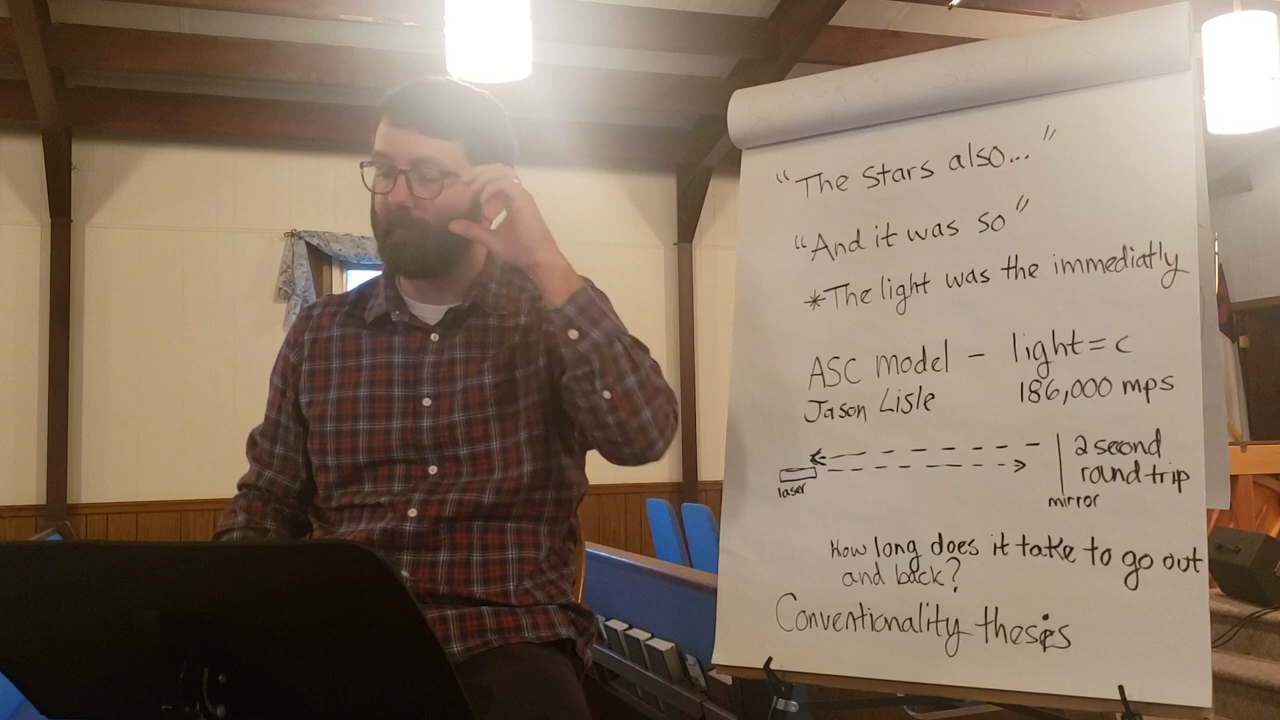 "The Stars also..."
"And it was so"
*The light was the immediatly
ASC model - light = c
Jason Lisle 186,000 mps
2 second
round trip
laser
mirror
How long does it take to go out
and back?
Conventionality thesis